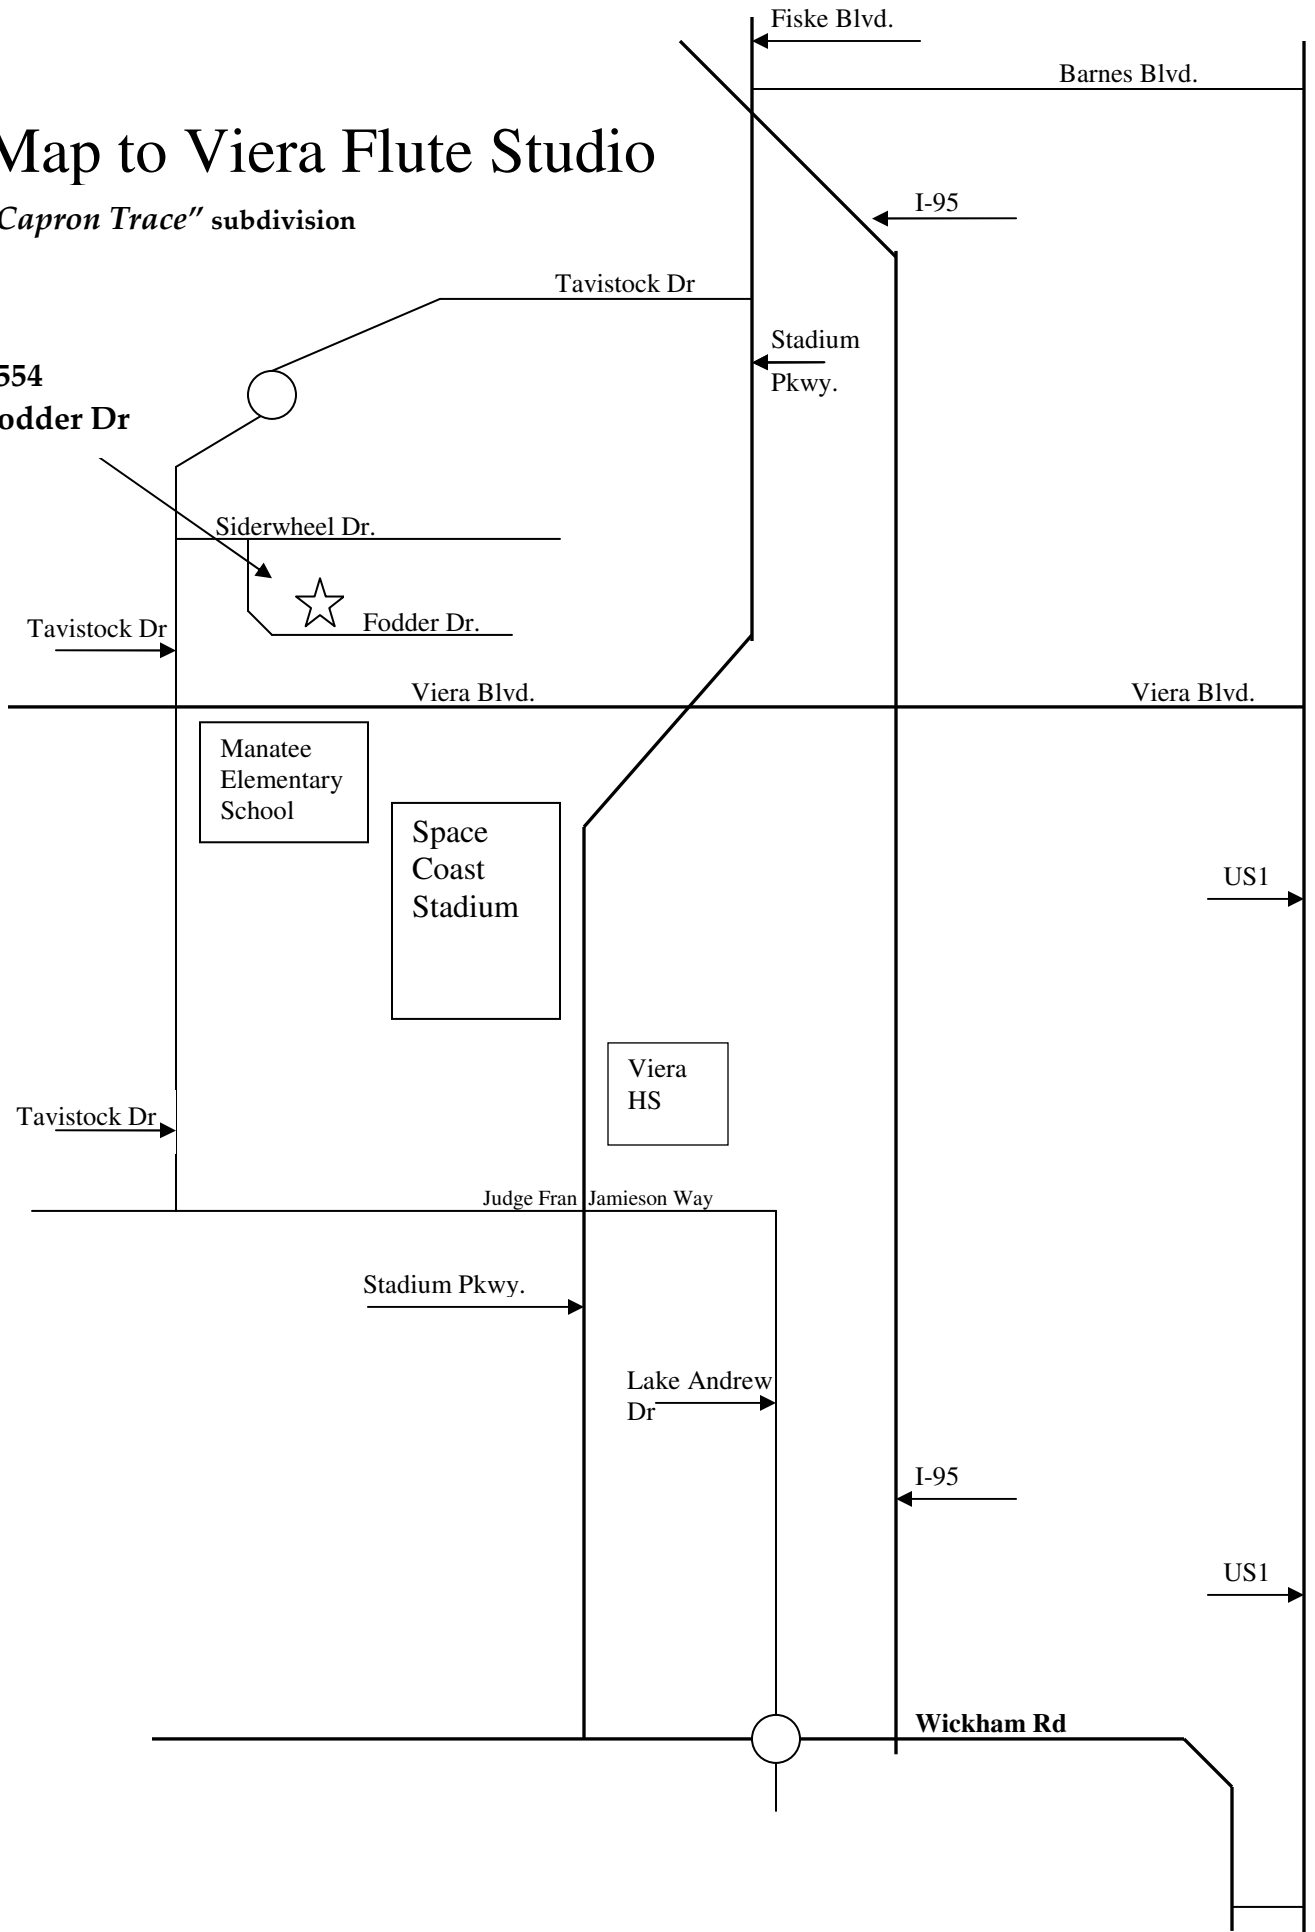 Fiske Blvd.
Barnes Blvd.
Map to Viera Flute Studio
Capron Trace” subdivision
I-95
Tavistock Dr
Stadium
Pkwy.
554
odder Dr
Siderwheel Dr.
Fodder Dr.
Tavistock Dr
Viera Blvd.
Viera Blvd.
Manatee
Elementary
School
Space
Coast
Stadium
US1
Viera
HS
Tavistock Dr
Judge Fran Jamieson Way
Stadium Pkwy.
Lake Andrew
Dr
I-95
US1
Wickham Rd